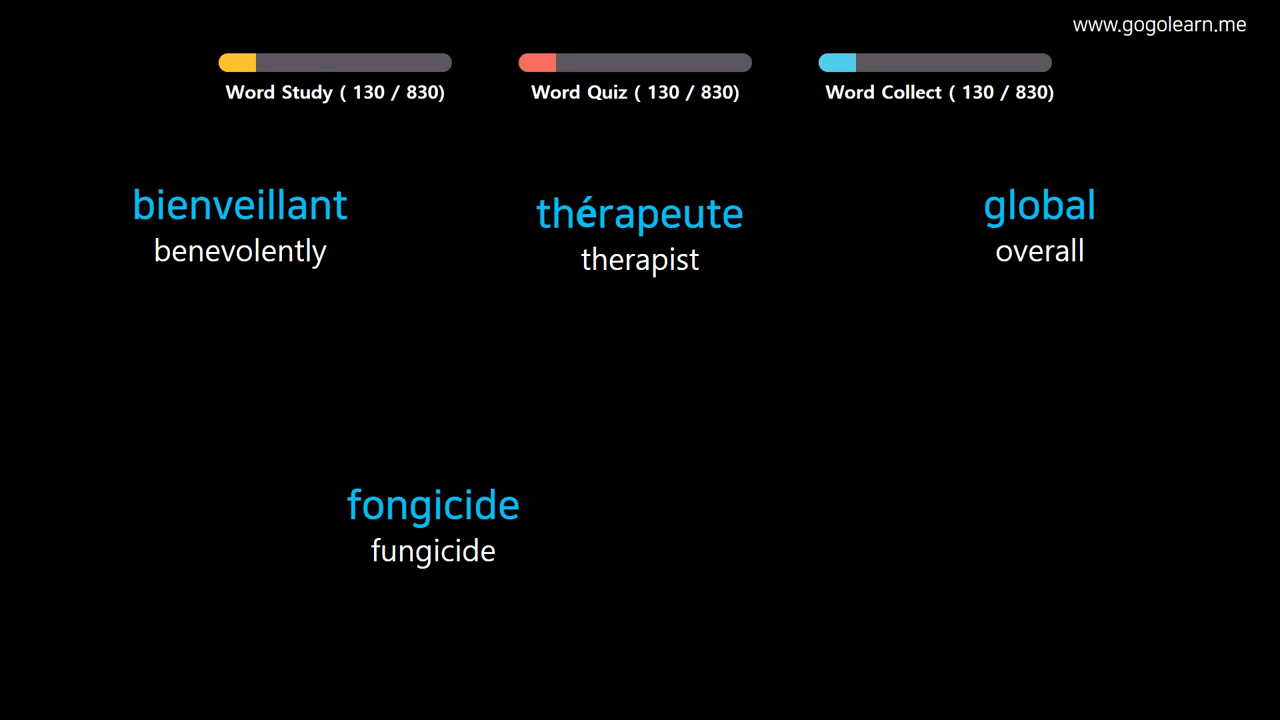 www.gogolearn.me
Word Study ( 130 / 830)
Word Quiz ( 130 / 830)
Word Collect ( 130 / 830)
bienveillant
benevolently
thérapeute
therapist
global
overall
fongicide
fungicide